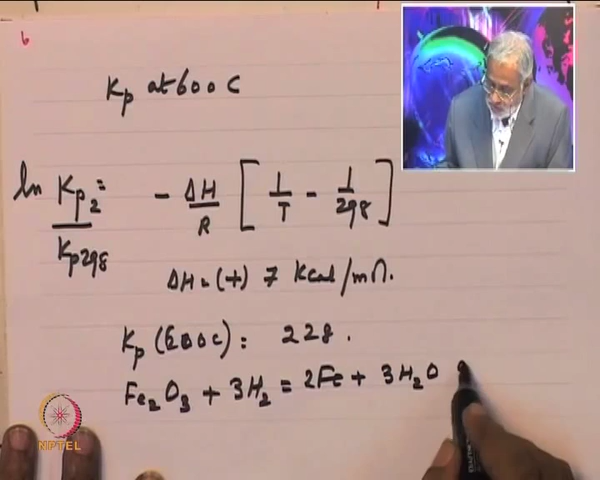 6
Kp at 600 C
ln Kp2 / Kp298 = - ΔH / R [ 1/T - 1/298 ]
ΔH = (+) 7 Kcal/mol.
Kp (600C) = 228.
Fe2O3 + 3H2 = 2Fe + 3H2O
NPTEL